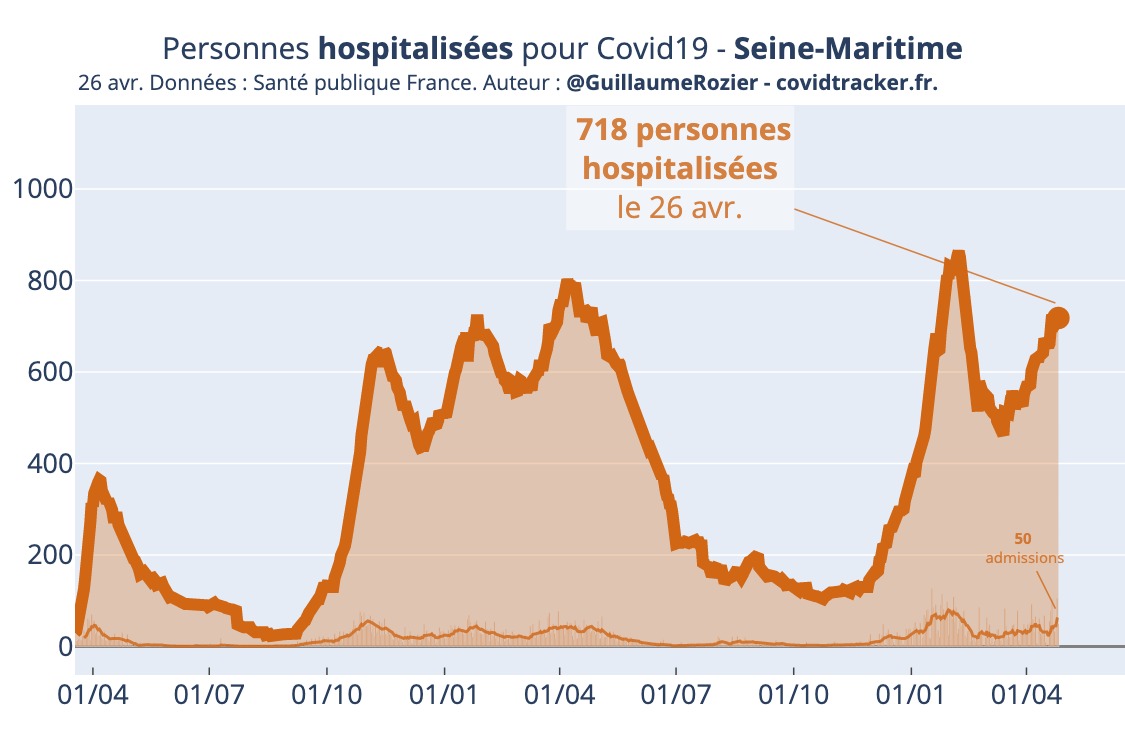 Personnes hospitalisées pour Covid19 - Seine-Maritime
26 avr. Données : Santé publique France. Auteur : @GuillaumeRozier - covidtracker.fr.
718 personnes
hospitalisées
le 26 avr.
1000
800
600
400
200
0
50
admissions
01/04 01/07 01/10 01/01 01/04 01/07 01/10 01/01 01/04